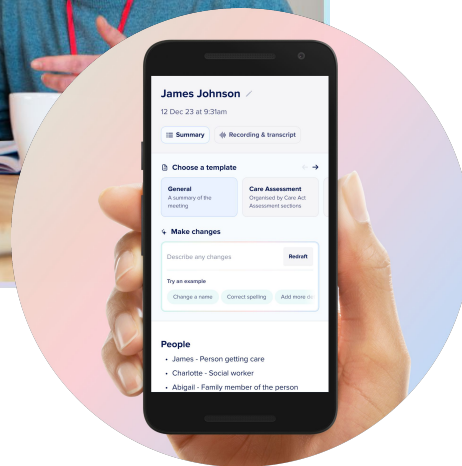 James Johnson
12 Dec 23 at 9:31am
Summary
Recording & transcript
Choose a template
General
A summary of the
meeting
Care Assessment
Organised by Care Act
Assessment sections
Make changes
Describe any changes
Redraft
Try an example
Change a name
Correct spelling
Add more
People
• James - Person getting care
• Charlotte - Social worker
• Abigail - Family member of the person